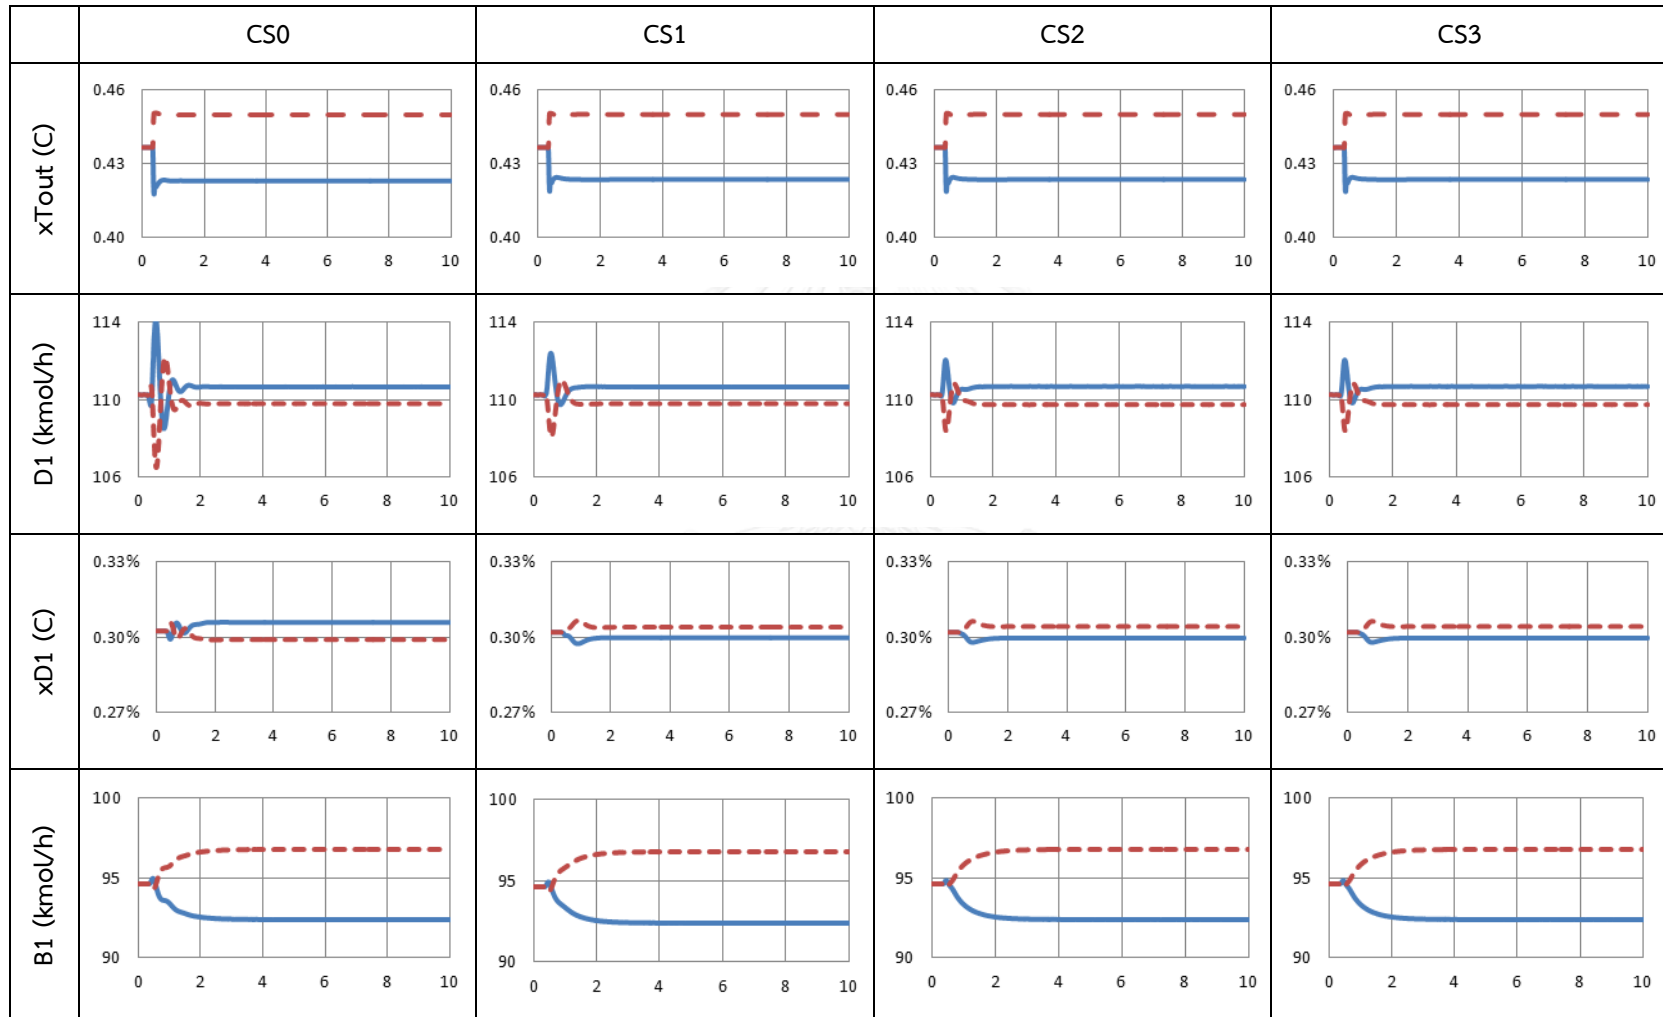 CS0 CS1 CS2 CS3
xTout (C)
0.46 0.46 0.46 0.46
0.43 0.43 0.43 0.43
0.40 0.40 0.40 0.40
0 2 4 6 8 10 0 2 4 6 8 10 0 2 4 6 8 10 0 2 4 6 8 10
D1 (kmol/h)
114 114 114 114
110 110 110 110
106 106 106 106
0 2 4 6 8 10 0 2 4 6 8 10 0 2 4 6 8 10 0 2 4 6 8 10
xD1 (C)
0.33% 0.33% 0.33% 0.33%
0.30% 0.30% 0.30% 0.30%
0.27% 0.27% 0.27% 0.27%
0 2 4 6 8 10 0 2 4 6 8 10 0 2 4 6 8 10 0 2 4 6 8 10
B1 (kmol/h)
100 100 100 100
95 95 95 95
90 90 90 90
0 2 4 6 8 10 0 2 4 6 8 10 0 2 4 6 8 10 0 2 4 6 8 10